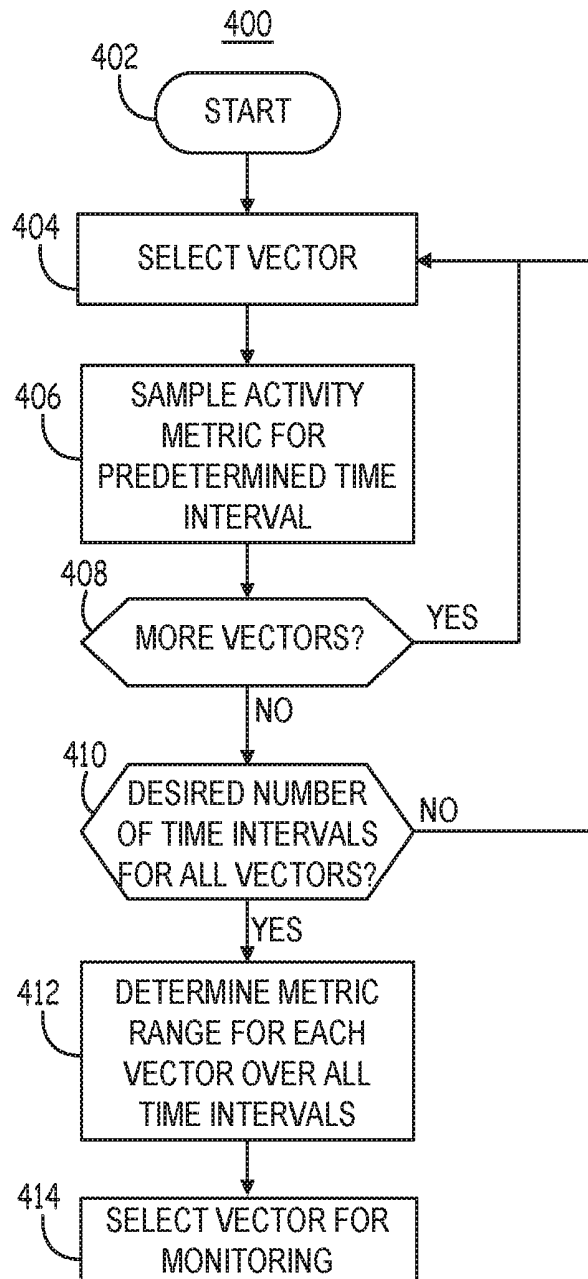 400
402
START
404
SELECT VECTOR
406
SAMPLE ACTIVITY
METRIC FOR
PREDETERMINED TIME
INTERVAL
408
MORE VECTORS?
YES
NO
410
DESIRED NUMBER
OF TIME INTERVALS
FOR ALL VECTORS?
NO
YES
412
DETERMINE METRIC
RANGE FOR EACH
VECTOR OVER ALL
TIME INTERVALS
414
SELECT VECTOR FOR
MONITORING